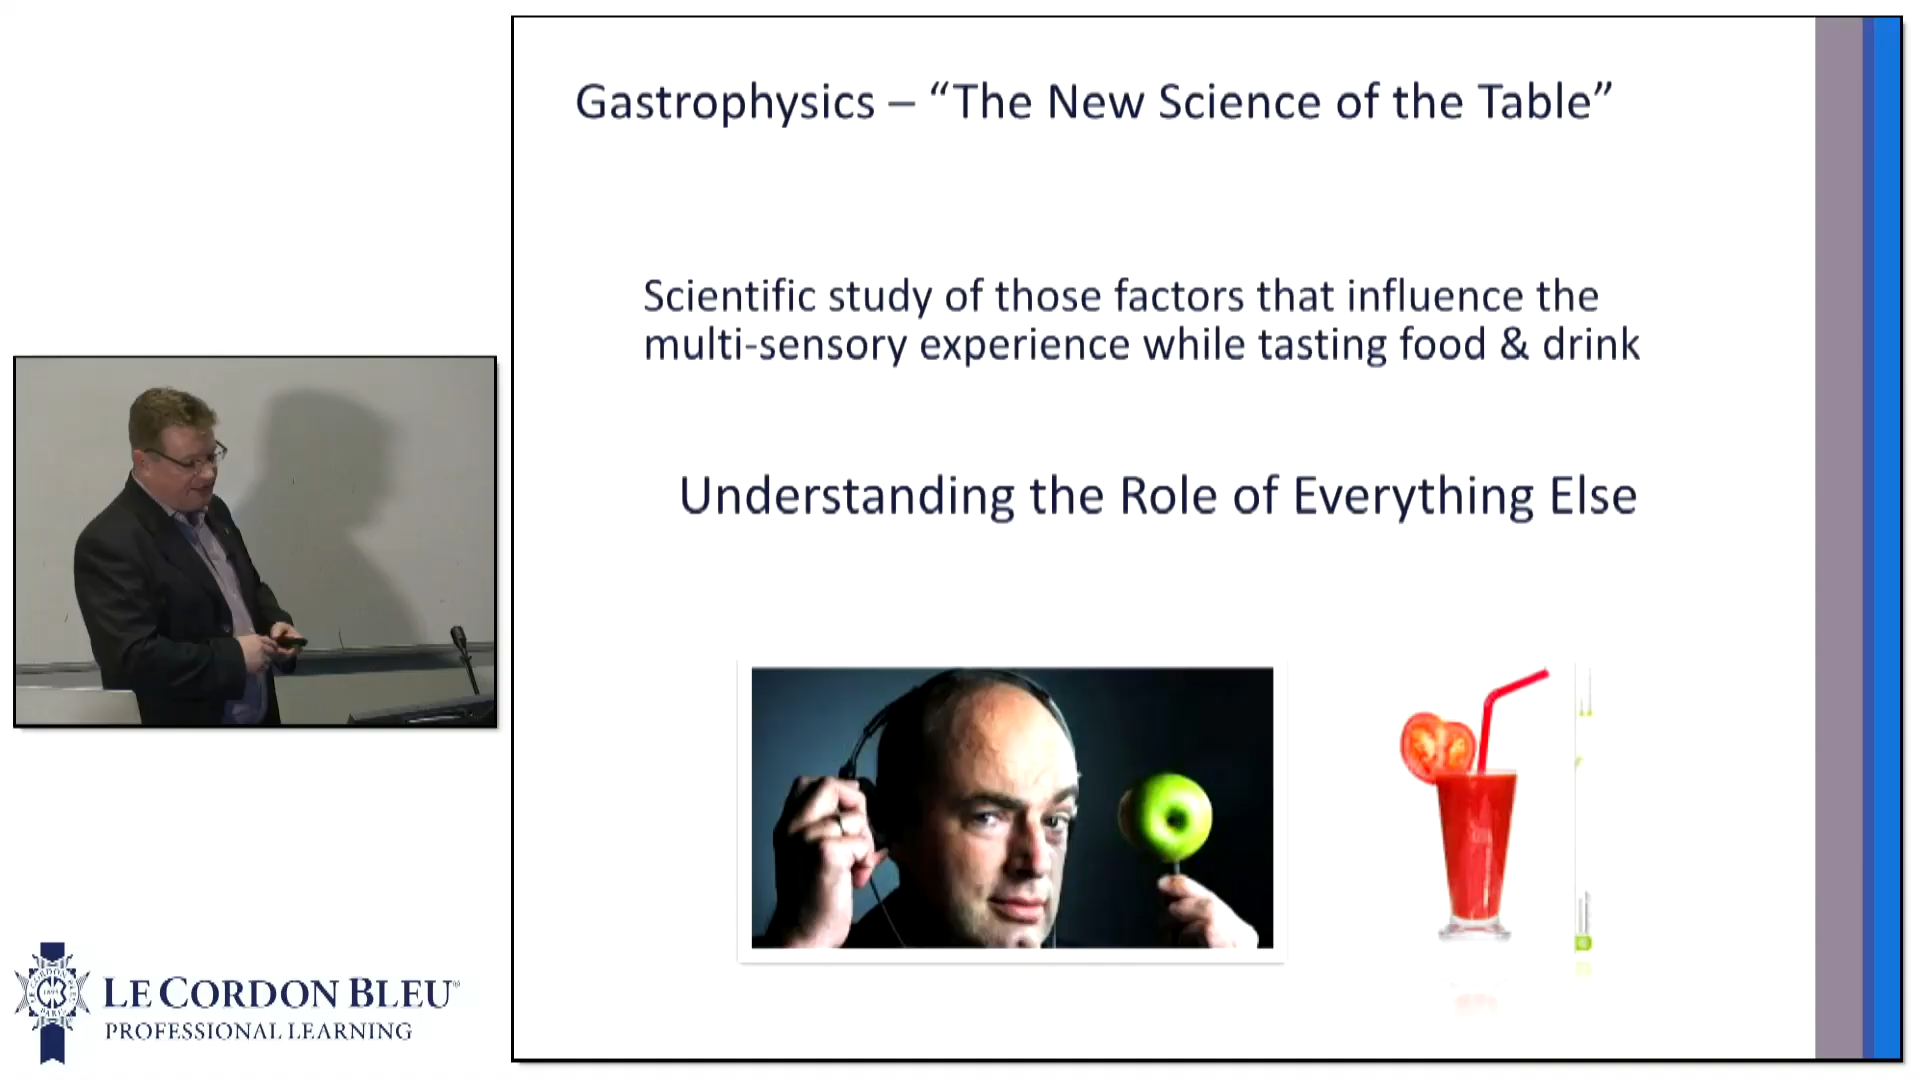 Gastrophysics – “The New Science of the Table”
Scientific study of those factors that influence the
multi-sensory experience while tasting food & drink
Understanding the Role of Everything Else
LE CORDON BLEU®
PROFESSIONAL LEARNING